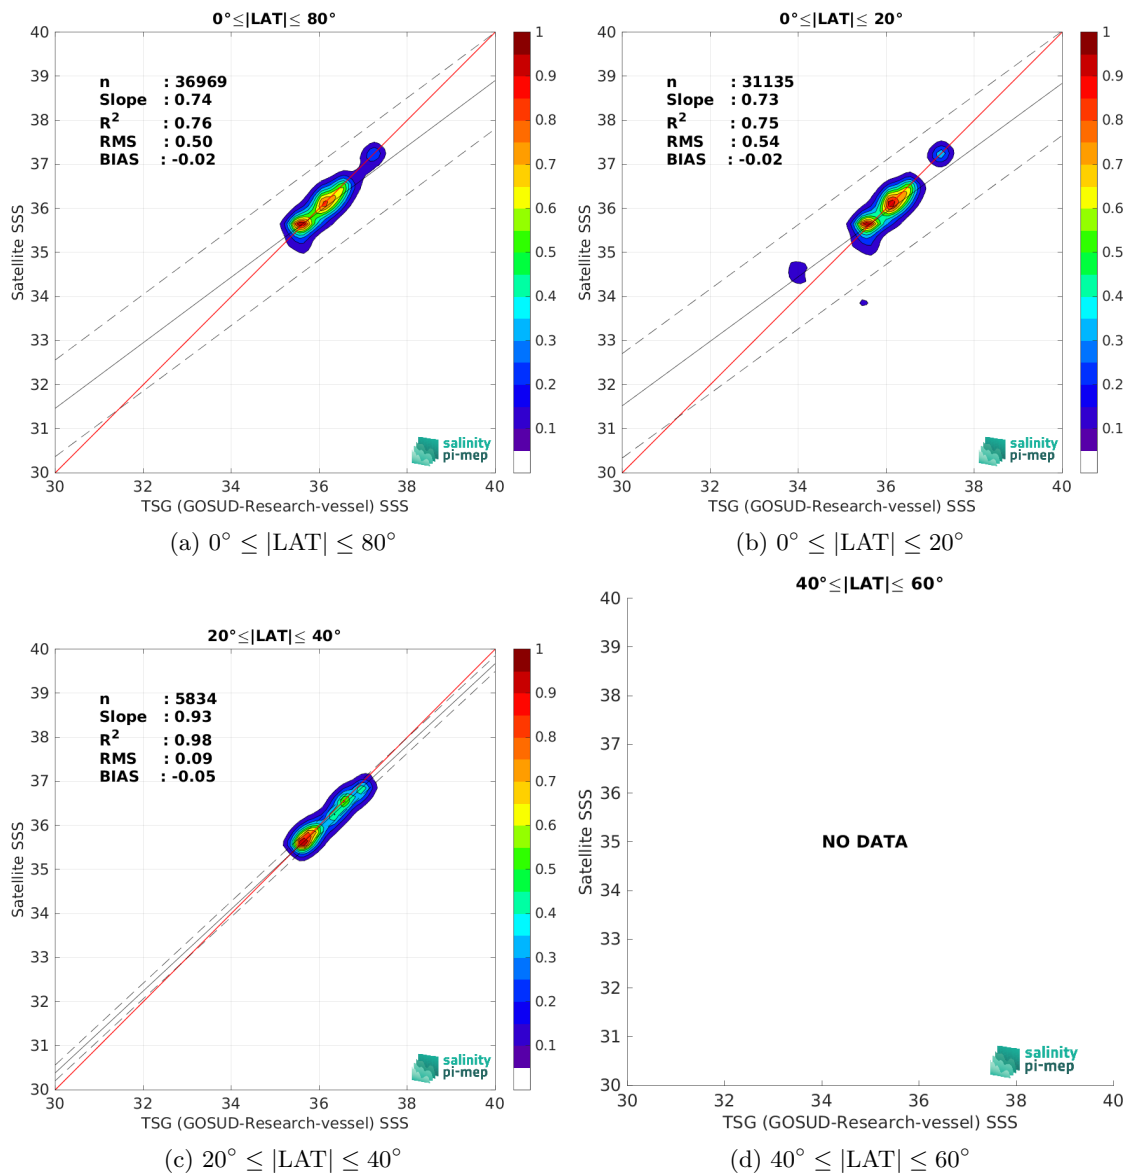 0°≤|LAT|≤ 80°
40
39
38
37
36
35
34
33
32
31
30
Satellite SSS
n : 36969
Slope : 0.74
R² : 0.76
RMS : 0.50
BIAS : -0.02
salinity
pi-mep
30 32 34 36 38 40
TSG (GOSUD-Research-vessel) SSS
1
0.9
0.8
0.7
0.6
0.5
0.4
0.3
0.2
0.1
(a) 0° ≤ |LAT| ≤ 80°
0°≤|LAT|≤ 20°
40
39
38
37
36
35
34
33
32
31
30
Satellite SSS
n : 31135
Slope : 0.73
R² : 0.75
RMS : 0.54
BIAS : -0.02
salinity
pi-mep
30 32 34 36 38 40
TSG (GOSUD-Research-vessel) SSS
1
0.9
0.8
0.7
0.6
0.5
0.4
0.3
0.2
0.1
(b) 0° ≤ |LAT| ≤ 20°
20°≤|LAT|≤ 40°
40
39
38
37
36
35
34
33
32
31
30
Satellite SSS
n : 5834
Slope : 0.93
R² : 0.98
RMS : 0.09
BIAS : -0.05
salinity
pi-mep
30 32 34 36 38 40
TSG (GOSUD-Research-vessel) SSS
1
0.9
0.8
0.7
0.6
0.5
0.4
0.3
0.2
0.1
(c) 20° ≤ |LAT| ≤ 40°
40°≤|LAT|≤ 60°
40
39
38
37
36
35
34
33
32
31
30
Satellite SSS
NO DATA
salinity
pi-mep
30 32 34 36 38 40
TSG (GOSUD-Research-vessel) SSS
(d) 40° ≤ |LAT| ≤ 60°